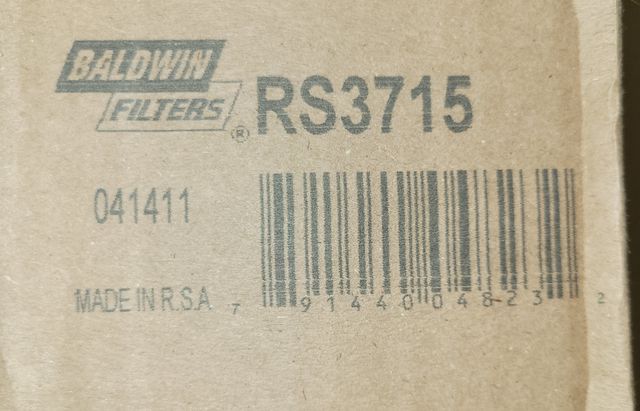 BALDWIN
FILTERS ® RS3715
041411
MADE IN R.S.A
7 91440 04823 2